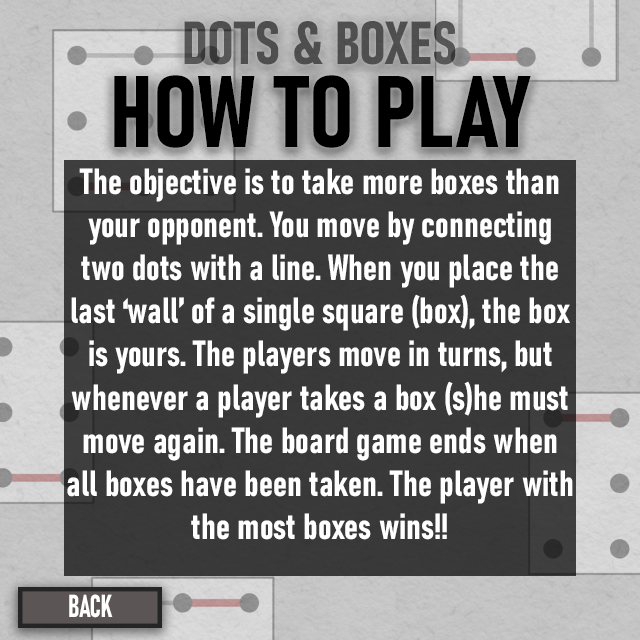 DOTS & BOXES
HOW TO PLAY
The objective is to take more boxes than
your opponent. You move by connecting
two dots with a line. When you place the
last ‘wall’ of a single square (box), the box
is yours. The players move in turns, but
whenever a player takes a box (s)he must
move again. The board game ends when
all boxes have been taken. The player with
the most boxes wins!!
BACK